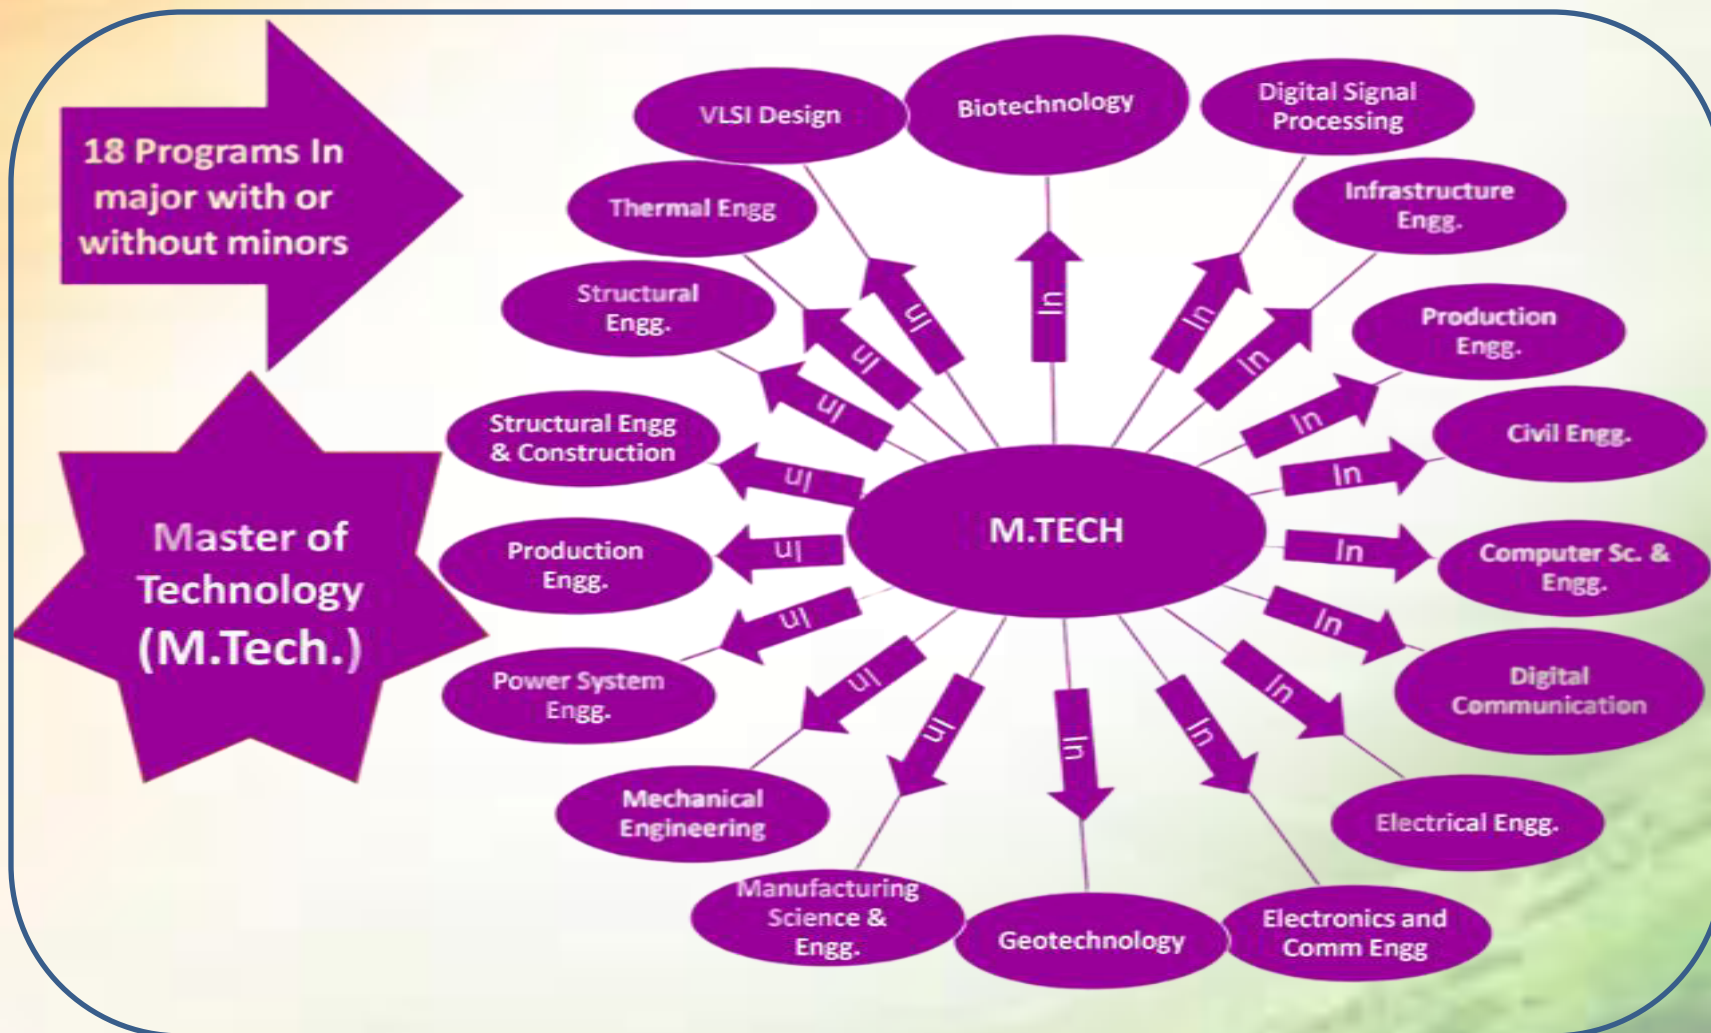 18 Programs In
major with or
without minors
Master of
Technology
(M.Tech.)
M.TECH
In
Biotechnology
In
Digital Signal
Processing
In
Infrastructure
Engg.
In
Production
Engg.
In
Civil Engg.
In
Computer Sc. &
Engg.
In
Digital
Communication
In
Electrical Engg.
In
Electronics and
Comm Engg
In
Geotechnology
In
Manufacturing
Science &
Engg.
In
Mechanical
Engineering
In
Power System
Engg.
In
Production
Engg.
In
Structural Engg
& Construction
In
Structural
Engg.
In
Thermal Engg
In
VLSI Design